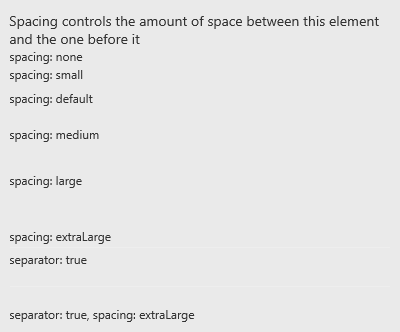 Spacing controls the amount of space between this element
and the one before it
spacing: none
spacing: small
spacing: default
spacing: medium
spacing: large
spacing: extraLarge
separator: true
separator: true, spacing: extraLarge